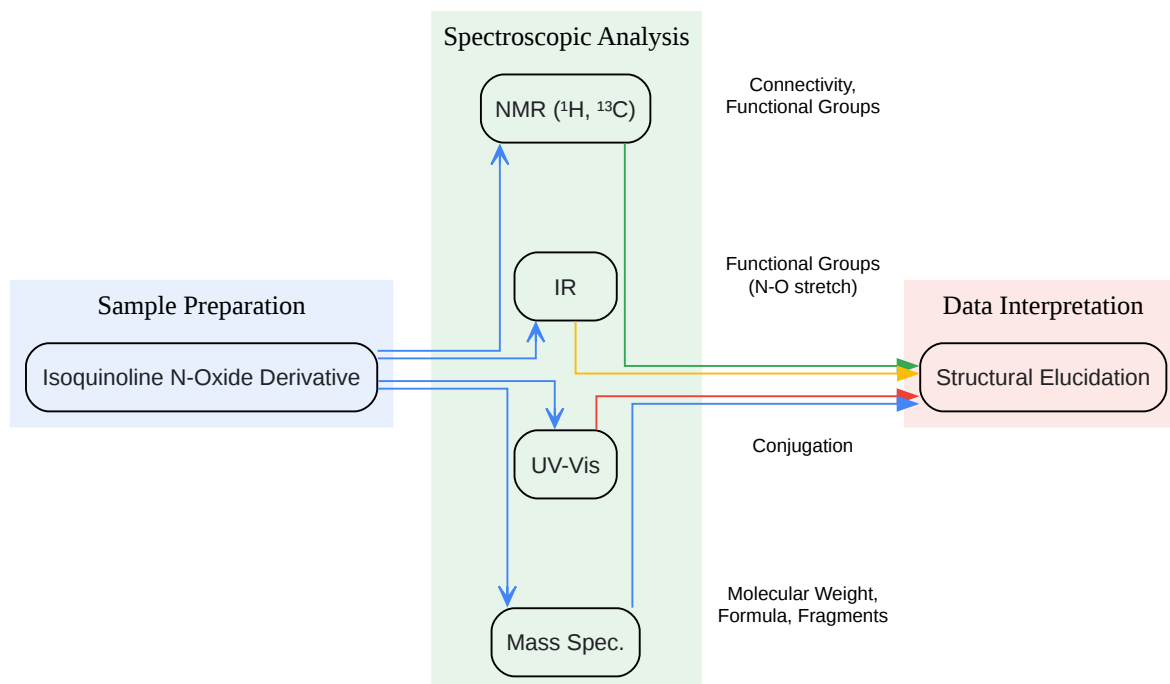 Spectroscopic Analysis
NMR (¹H, ¹³C)
Connectivity,
Functional Groups
IR
Functional Groups
(N-O stretch)
Sample Preparation
Isoquinoline N-Oxide Derivative
Data Interpretation
Structural Elucidation
UV-Vis
Conjugation
Mass Spec.
Molecular Weight,
Formula, Fragments